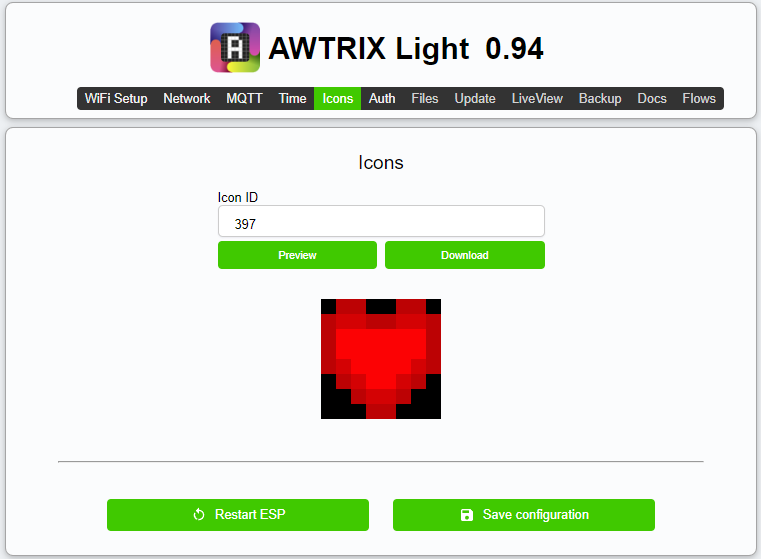 A AWTRIX Light 0.94
WiFi Setup Network MQTT Time Icons Auth Files Update LiveView Backup Docs Flows
Icons
Icon ID
397
Preview Download
Restart ESP Save configuration